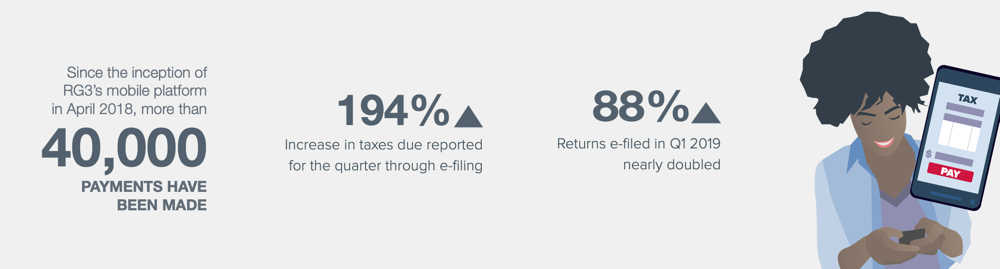 Since the inception of
RG3's mobile platform
in April 2018, more than
40,000
PAYMENTS HAVE
BEEN MADE
194%
Increase in taxes due reported
for the quarter through e-filing
88%
Returns e-filed in Q1 2019
nearly doubled
TAX
$
PAY